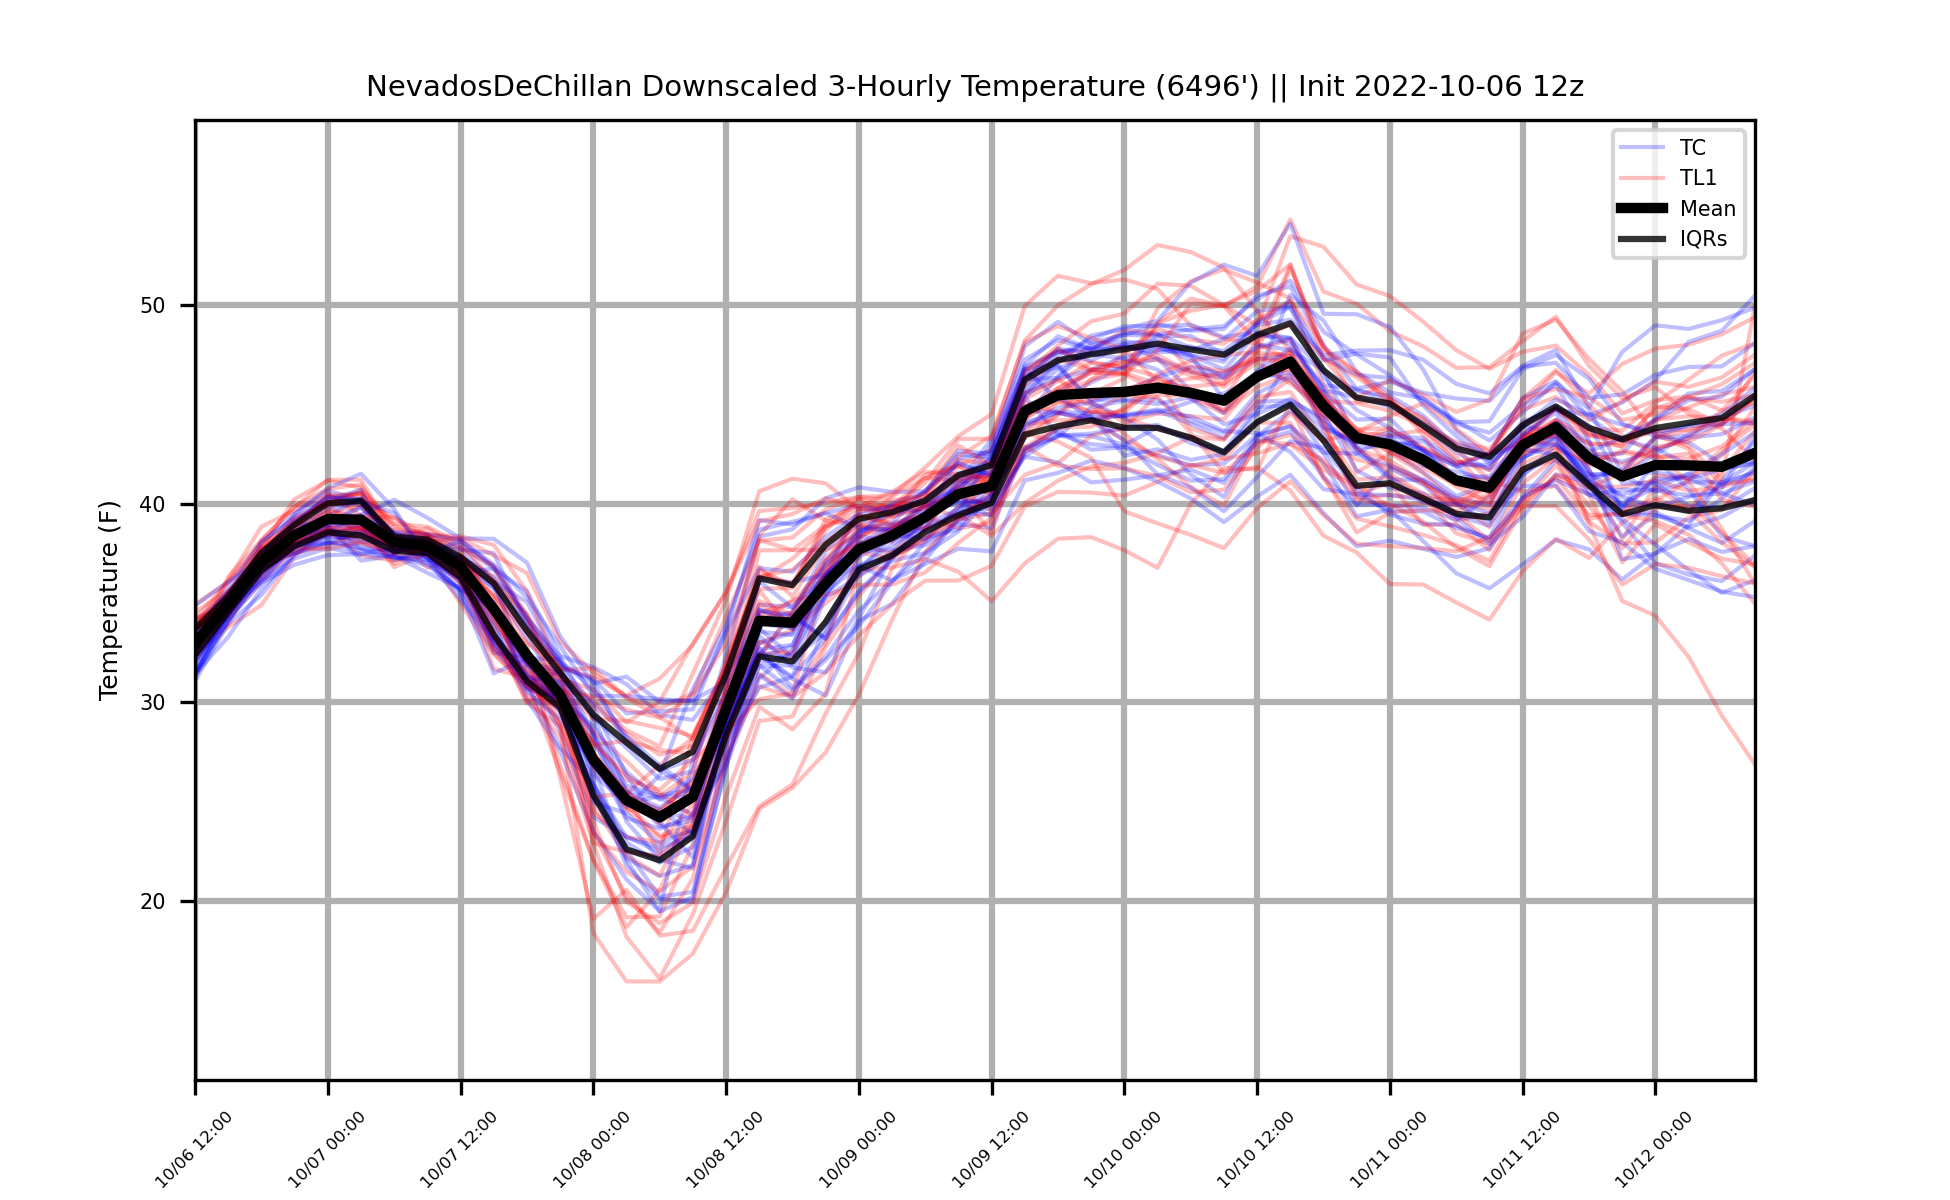 NevadosDeChillan Downscaled 3-Hourly Temperature (6496') || Init 2022-10-06 12z
TC
TL1
Mean
IQRs
Temperature (F)
50
40
30
20
10/06 12:00
10/07 00:00
10/07 12:00
10/08 00:00
10/08 12:00
10/09 00:00
10/09 12:00
10/10 00:00
10/10 12:00
10/11 00:00
10/11 12:00
10/12 00:00